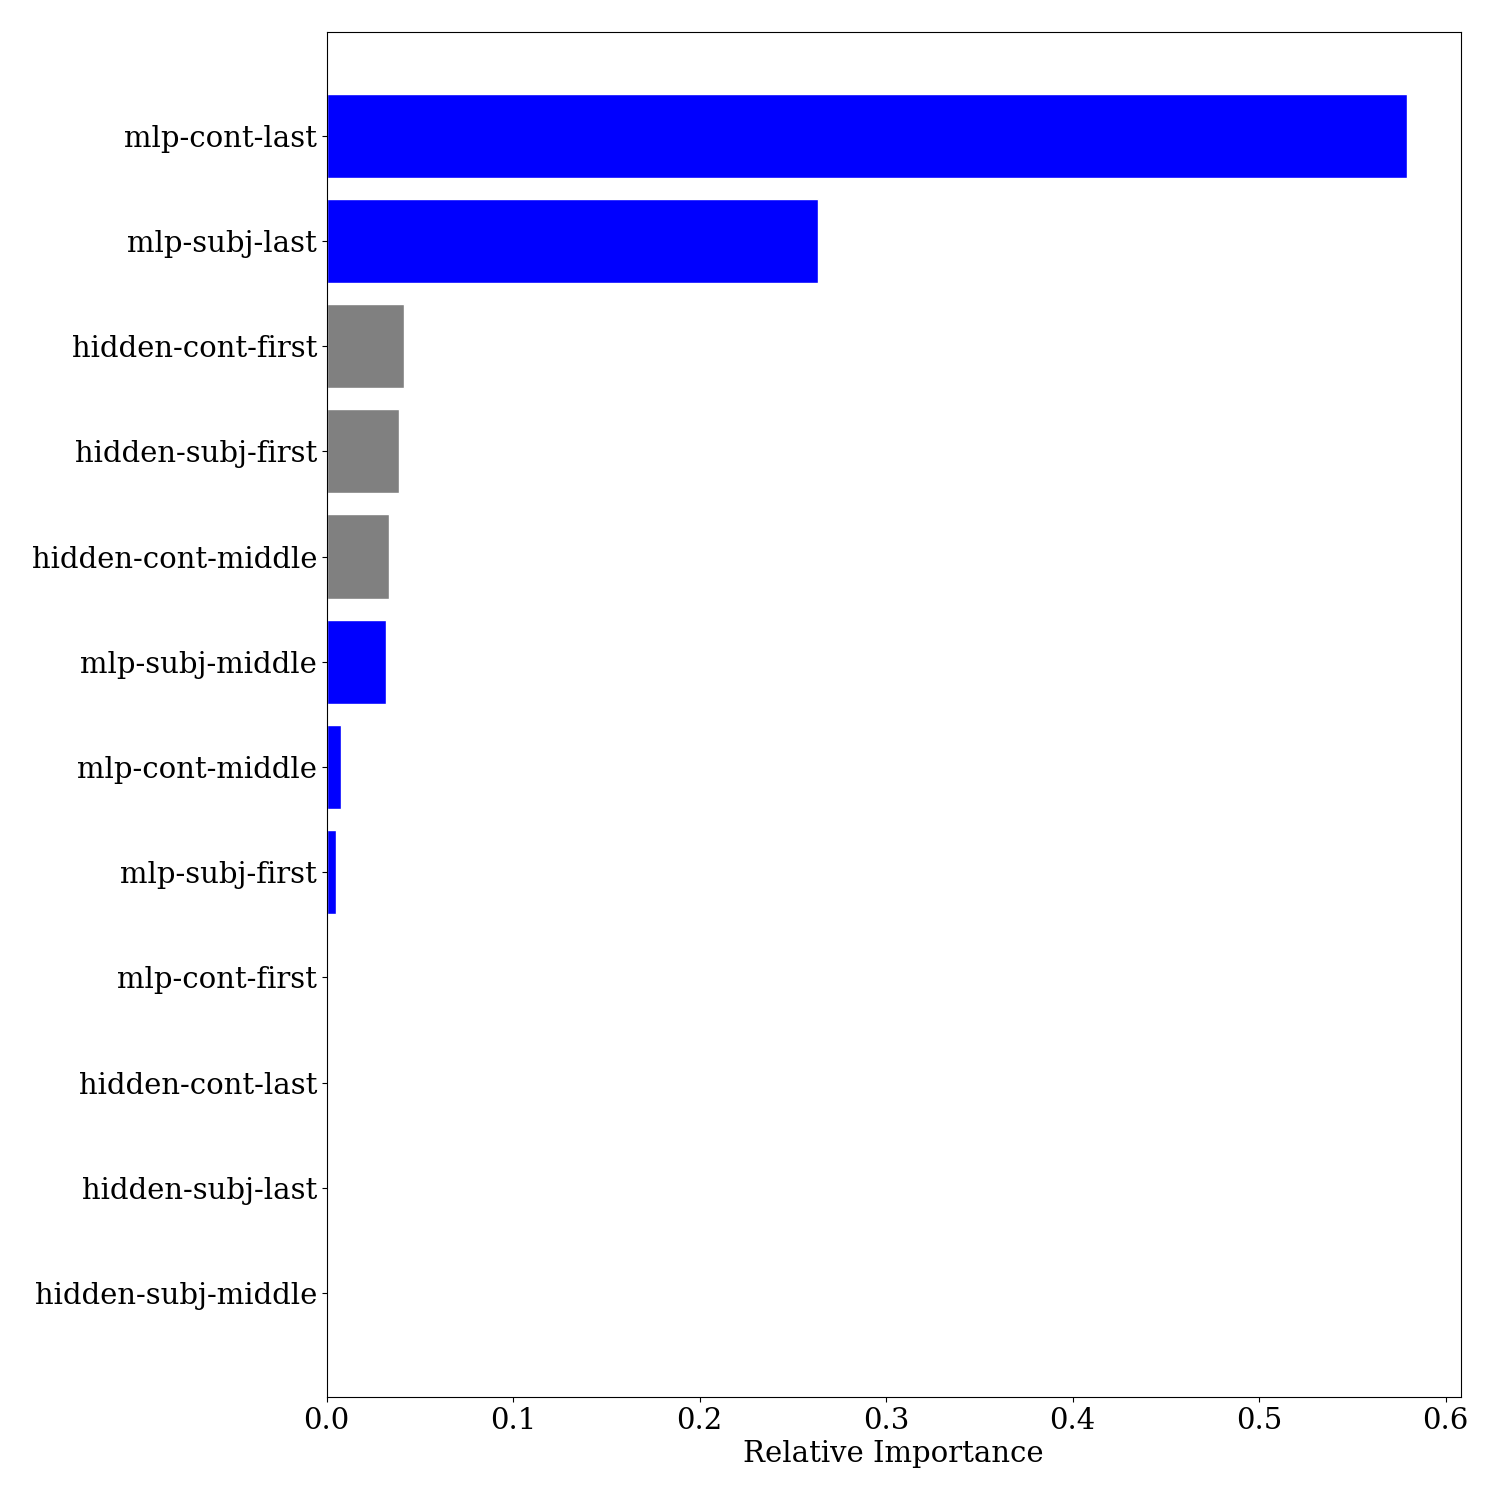 mlp-cont-last
mlp-subj-last
hidden-cont-first
hidden-subj-first
hidden-cont-middle
mlp-subj-middle
mlp-cont-middle
mlp-subj-first
mlp-cont-first
hidden-cont-last
hidden-subj-last
hidden-subj-middle
0.0 0.1 0.2 0.3 0.4 0.5 0.6
Relative Importance